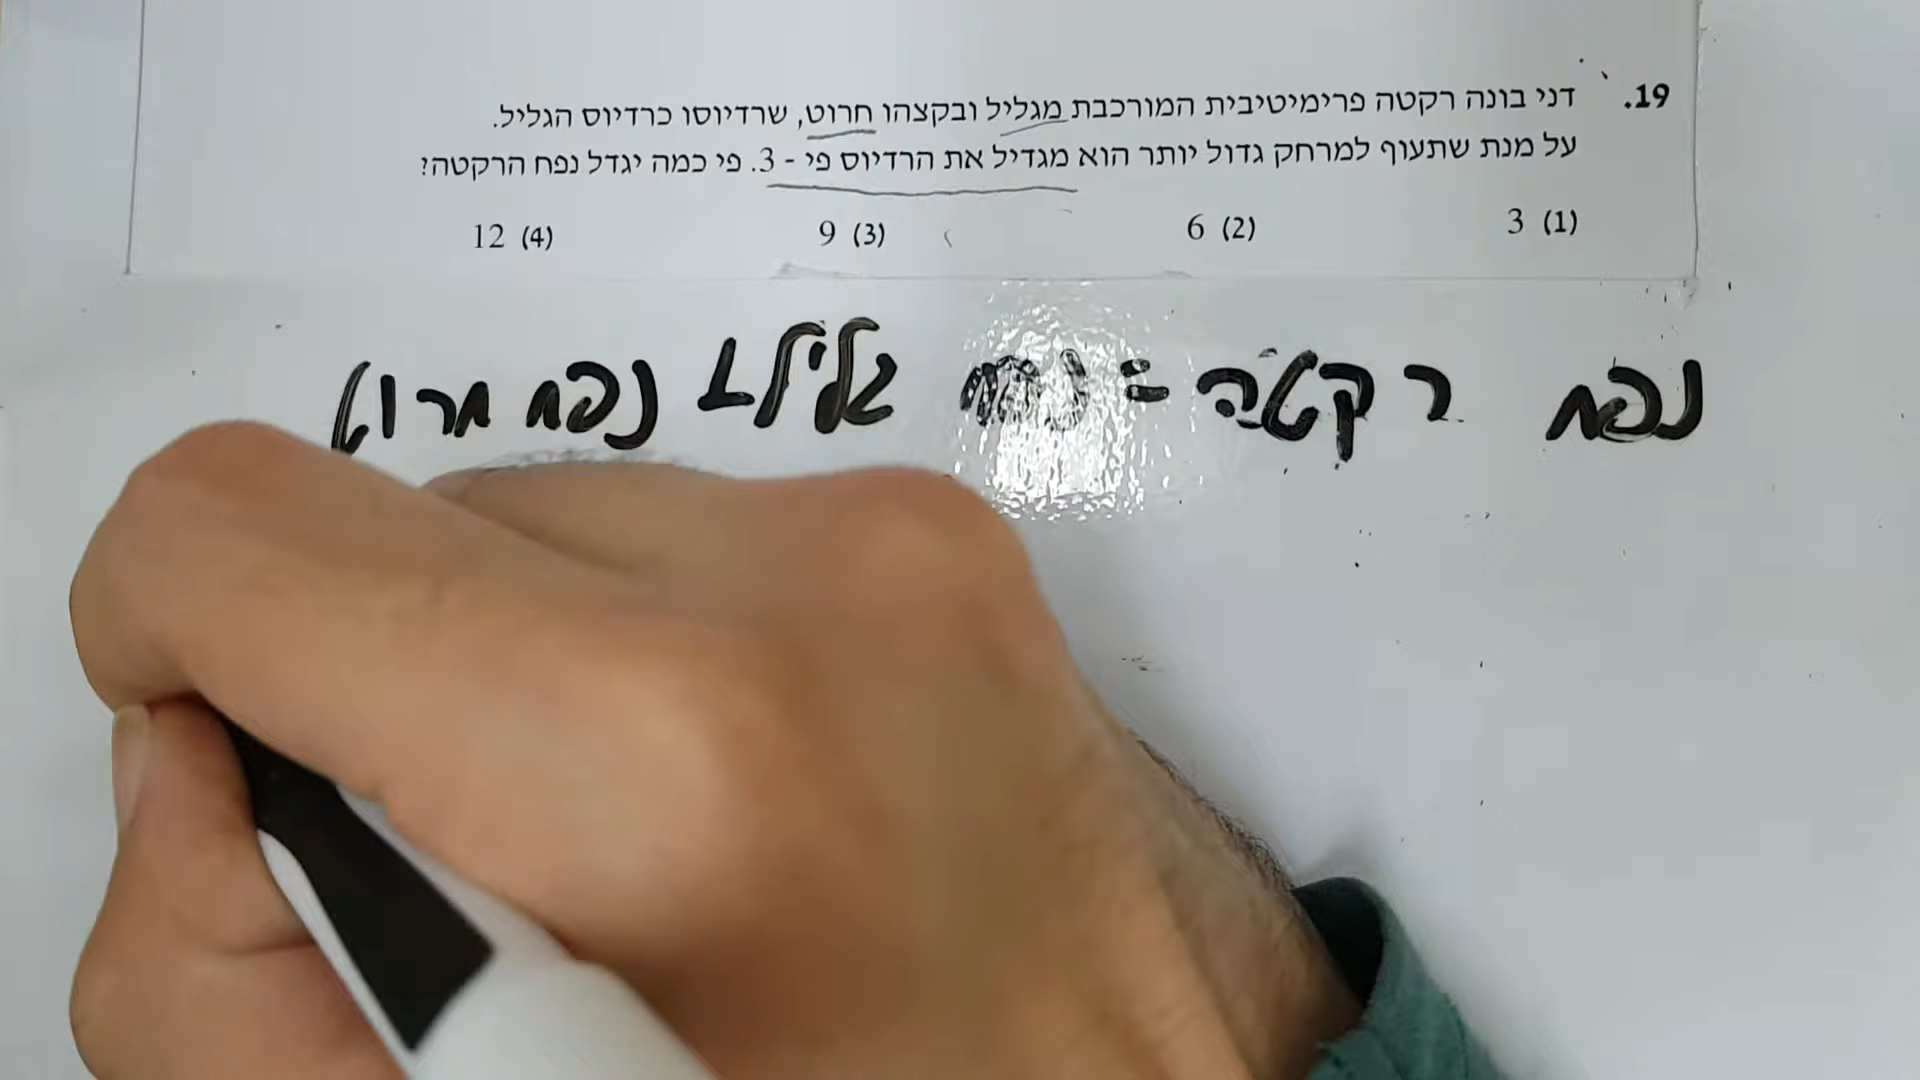 19. דני בונה רקטה פרימיטיבית המורכבת מגליל ובקצהו חרוט, שרדיוסו כרדיוס הגליל.
על מנת שתעוף למרחק גדול יותר הוא מגדיל את הרדיוס פי - 3. פי כמה יגדל נפח הרקטה?
(1) 3 (2) 6 (3) 9 (4) 12
נפח רקטה = נפח גליל + נפח חרוט